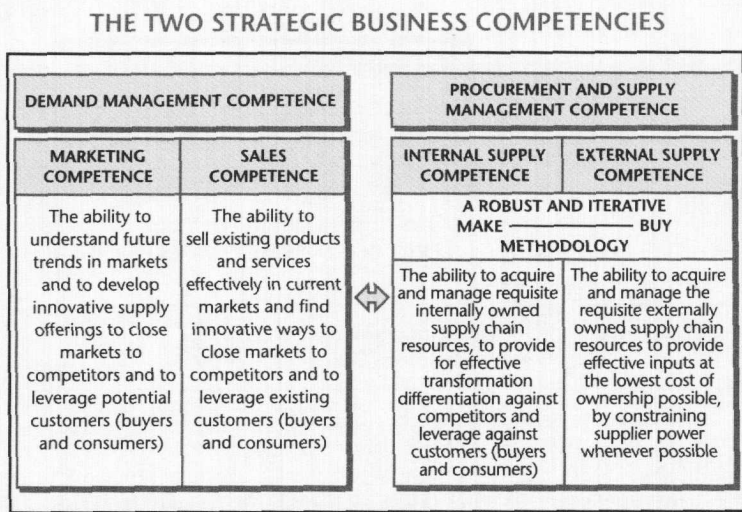 THE TWO STRATEGIC BUSINESS COMPETENCIES
DEMAND MANAGEMENT COMPETENCE
MARKETING
COMPETENCE
The ability to
understand future
trends in markets
and to develop
innovative supply
offerings to close
markets to
competitors and to
leverage potential
customers (buyers
and consumers)
SALES
COMPETENCE
The ability to
sell existing products
and services
effectively in current
markets and find
innovative ways to
close markets to
competitors and to
leverage existing
customers (buyers
and consumers)
PROCUREMENT AND SUPPLY
MANAGEMENT COMPETENCE
INTERNAL SUPPLY
COMPETENCE
EXTERNAL SUPPLY
COMPETENCE
A ROBUST AND ITERATIVE
MAKE ——— BUY
METHODOLOGY
The ability to acquire
and manage requisite
internally owned
supply chain
resources, to provide
for effective
transformation
differentiation against
competitors and
leverage against
customers (buyers
and consumers)
The ability to acquire
and manage the
requisite externally
owned supply chain
resources to provide
effective inputs at
the lowest cost of
ownership possible,
by constraining
supplier power
whenever possible